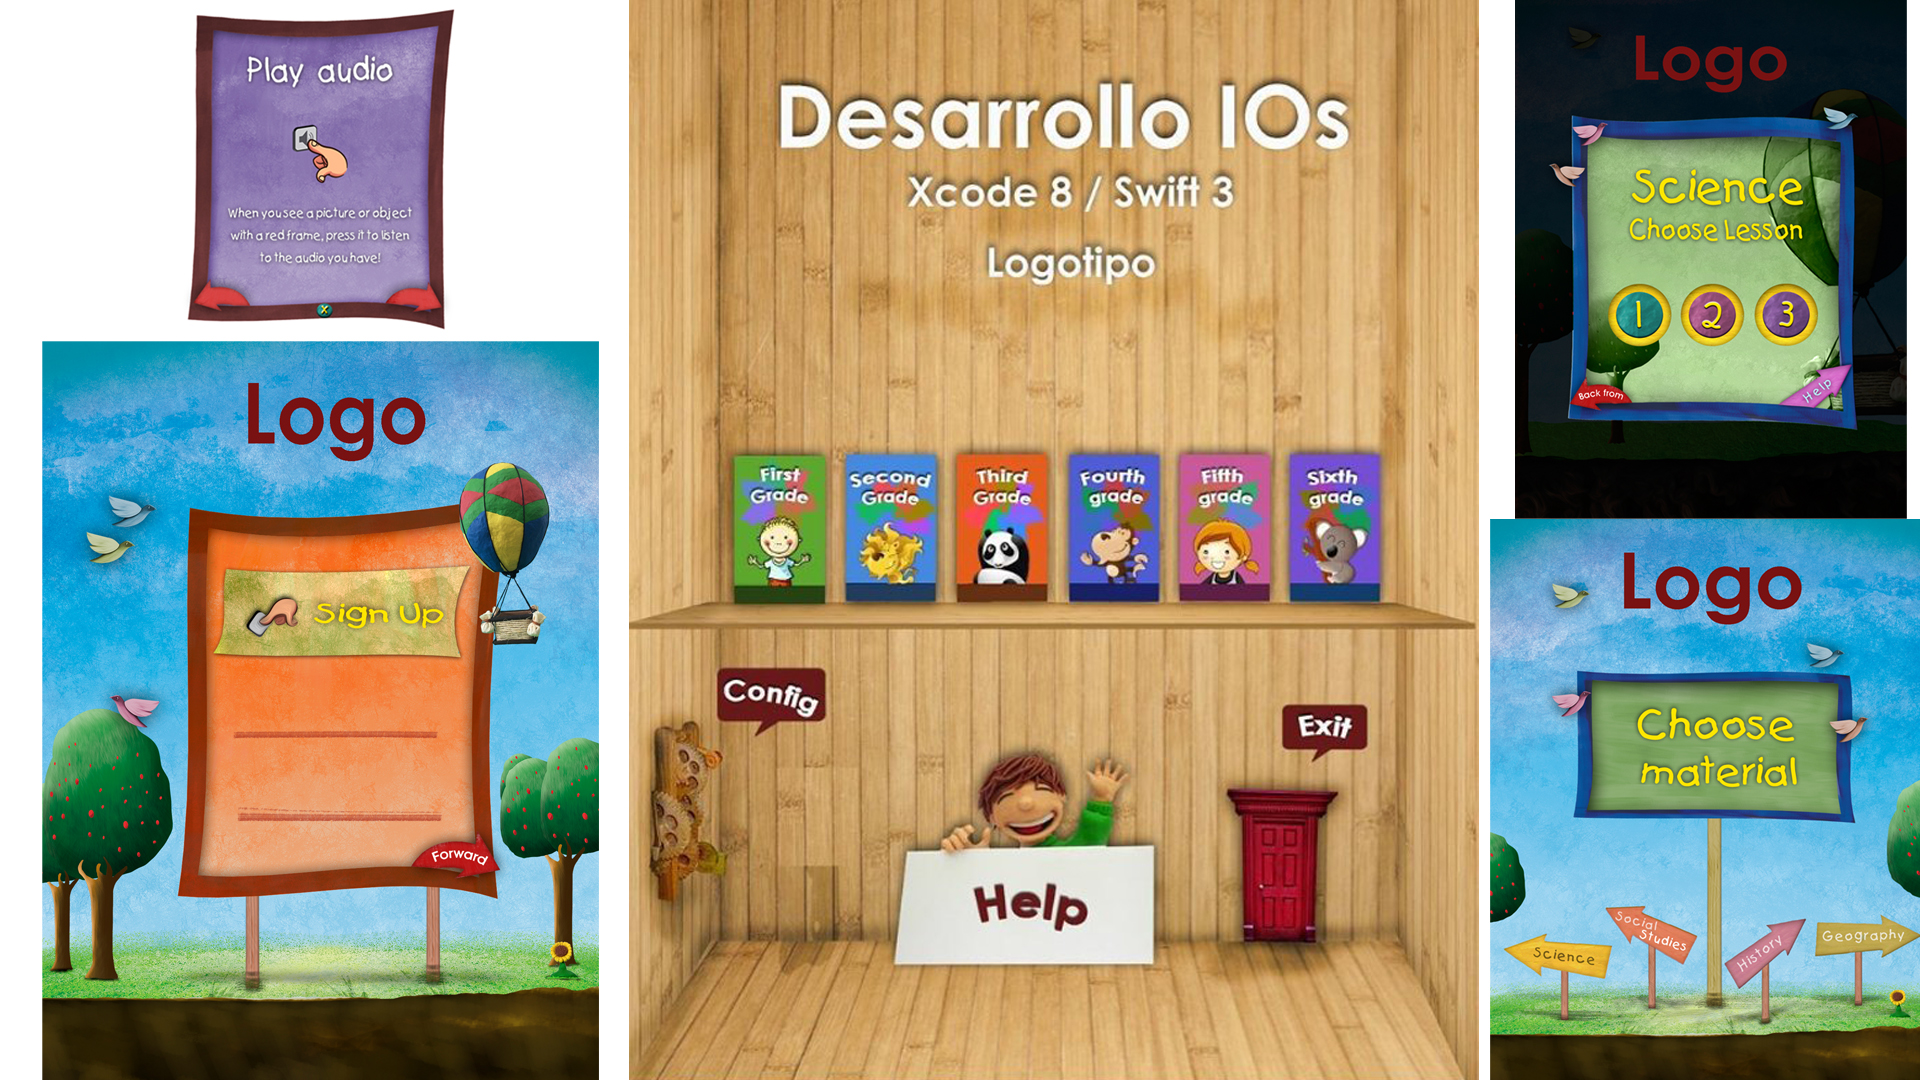 Play audio
When you see a picture or object
with a red frame, press it to listen
to the audio you have!
X
Logo
Sign Up
Forward
Desarrollo IOs
Xcode 8 / Swift 3
Logotipo
First
Grade
Second
Grade
Third
Grade
Fourth
grade
Fifth
grade
Sixth
grade
Config
Exit
Help
Logo
Science
Choose Lesson
1 2 3
Back from
Help
Logo
Choose
material
Science
Social
Studies
History
Geography